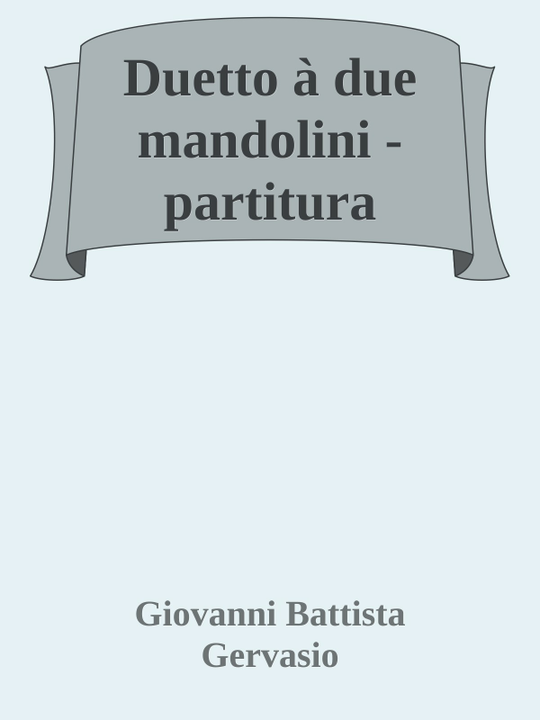 Duetto à due
mandolini -
partitura
Giovanni Battista
Gervasio